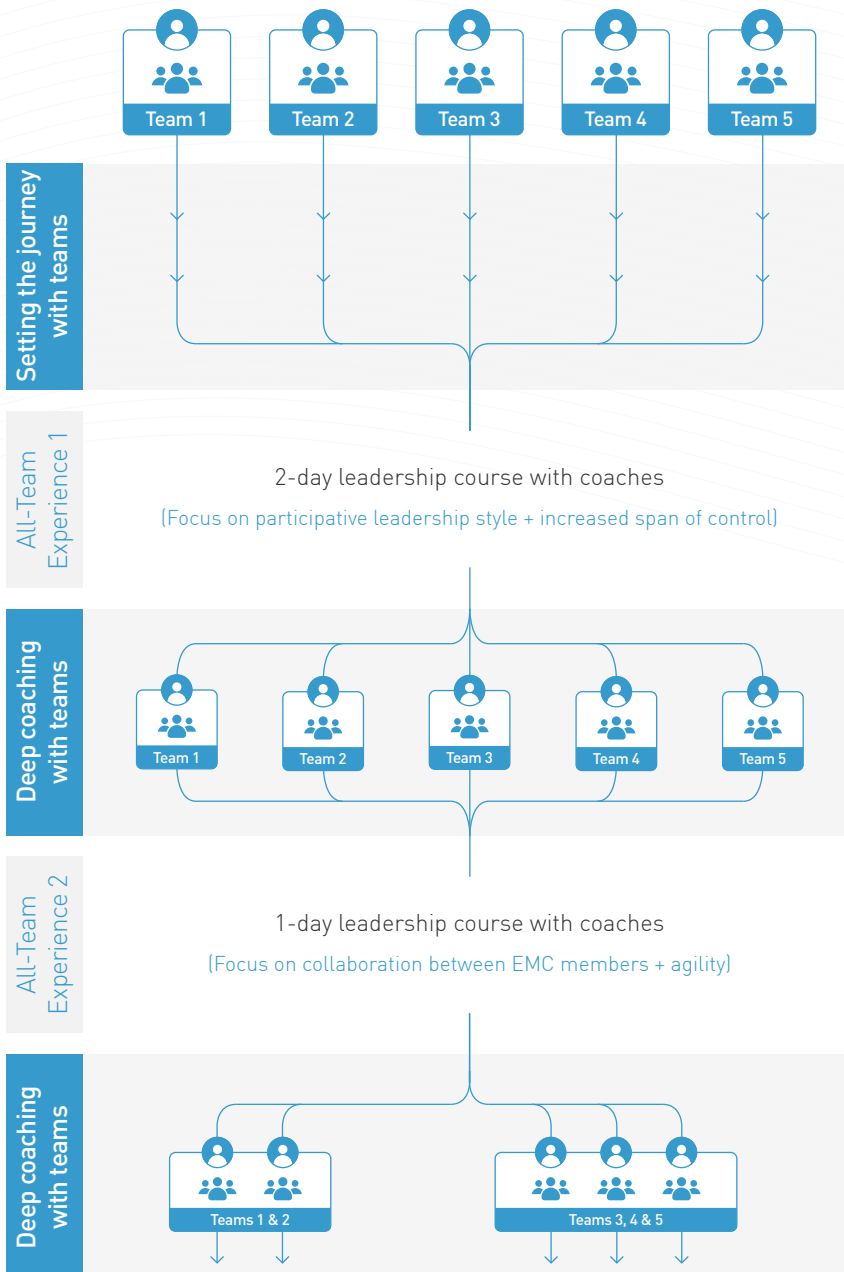 Team 1
Team 2
Team 3
Team 4
Team 5
Setting the journey
with teams
All-Team
Experience 1
2-day leadership course with coaches
(Focus on participative leadership style + increased span of control)
Deep coaching
with teams
Team 1
Team 2
Team 3
Team 4
Team 5
All-Team
Experience 2
1-day leadership course with coaches
(Focus on collaboration between EMC members + agility)
Deep coaching
with teams
Teams 1 & 2
Teams 3, 4 & 5